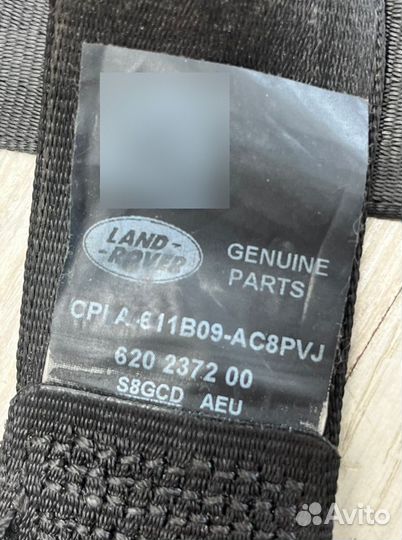 LAND-
-ROVER
GENUINE
PARTS
CPLA-611B09-AC8PVJ
620 2372 00
S8GCD AEU
Avito